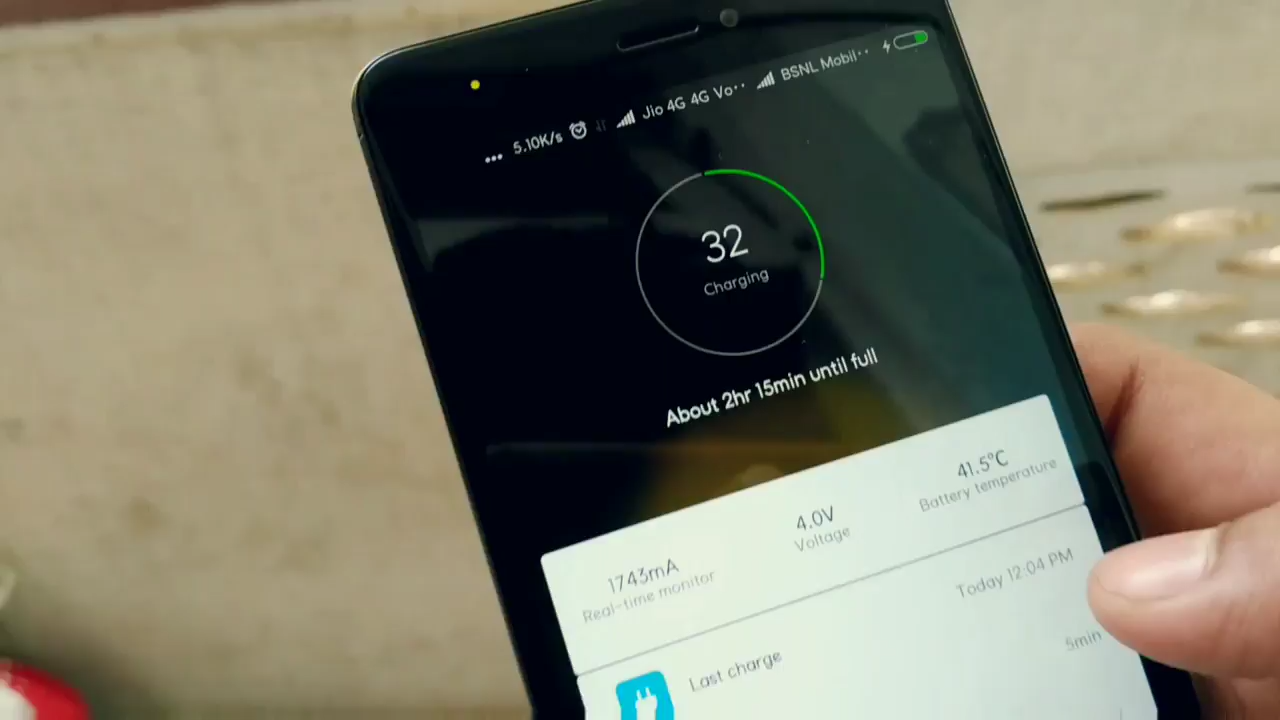 ... 5.10K/s Jio 4G 4G Vo·· BSNL Mobil··
32
Charging
About 2hr 15min until full
1743mA
Real-time monitor
4.0V
Voltage
41.5°C
Battery temperature
Today 12:04 PM
Last charge
5min